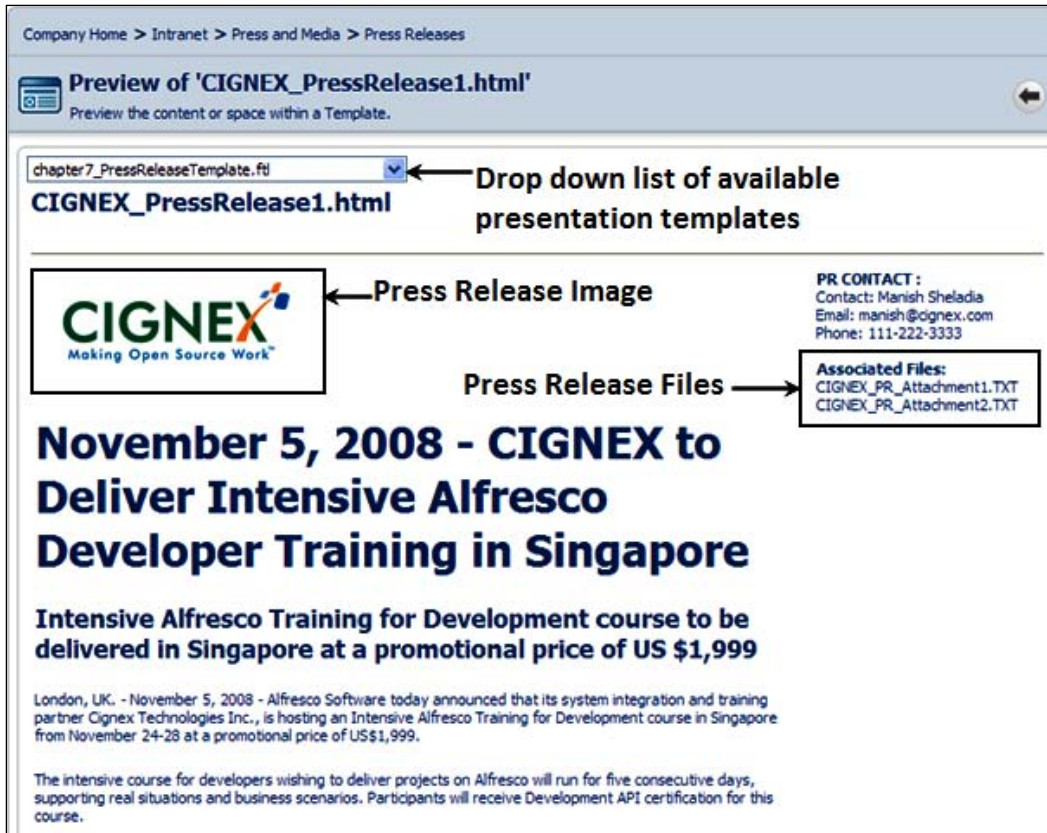 Company Home > Intranet > Press and Media > Press Releases
Preview of 'CIGNEX_PressRelease1.html'
Preview the content or space within a Template.
chapter7_PressReleaseTemplate.ftl
Drop down list of available
presentation templates
CIGNEX_PressRelease1.html
CIGNEX
Making Open Source Work™
Press Release Image
PR CONTACT :
Contact: Manish Sheladia
Email: manish@cignex.com
Phone: 111-222-3333
Press Release Files
Associated Files:
CIGNEX_PR_Attachment1.TXT
CIGNEX_PR_Attachment2.TXT
November 5, 2008 - CIGNEX to
Deliver Intensive Alfresco
Developer Training in Singapore
Intensive Alfresco Training for Development course to be
delivered in Singapore at a promotional price of US $1,999
London, UK. - November 5, 2008 - Alfresco Software today announced that its system integration and training
partner Cignex Technologies Inc., is hosting an Intensive Alfresco Training for Development course in Singapore
from November 24-28 at a promotional price of US$1,999.
The intensive course for developers wishing to deliver projects on Alfresco will run for five consecutive days,
supporting real situations and business scenarios. Participants will receive Development API certification for this
course.